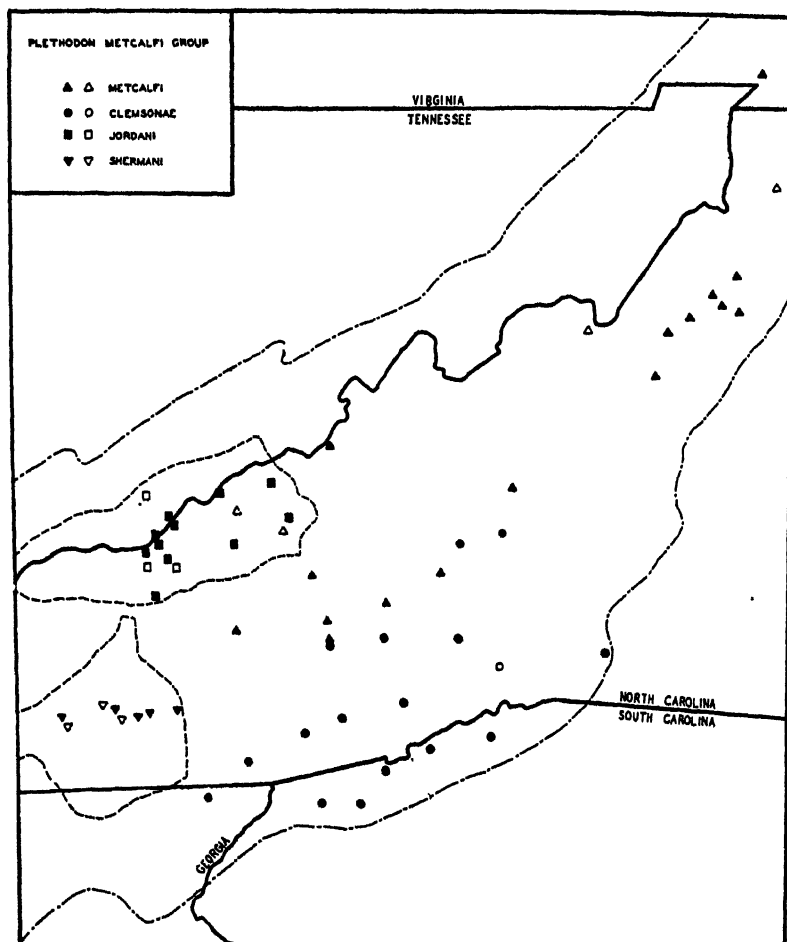 PLETHODON METCALFI GROUP
METCALFI
CLEMSONAE
JORDANI
SHERMANI
VIRGINIA
TENNESSEE
NORTH CAROLINA
SOUTH CAROLINA
GEORGIA